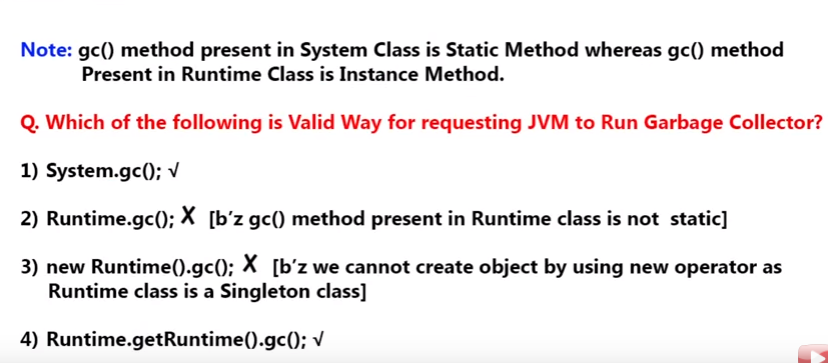 Note: gc() method present in System Class is Static Method whereas gc() method
Present in Runtime Class is Instance Method.
Q. Which of the following is Valid Way for requesting JVM to Run Garbage Collector?
1) System.gc(); √
2) Runtime.gc(); X [b'z gc() method present in Runtime class is not static]
3) new Runtime().gc(); X [b'z we cannot create object by using new operator as
Runtime class is a Singleton class]
4) Runtime.getRuntime().gc(); √